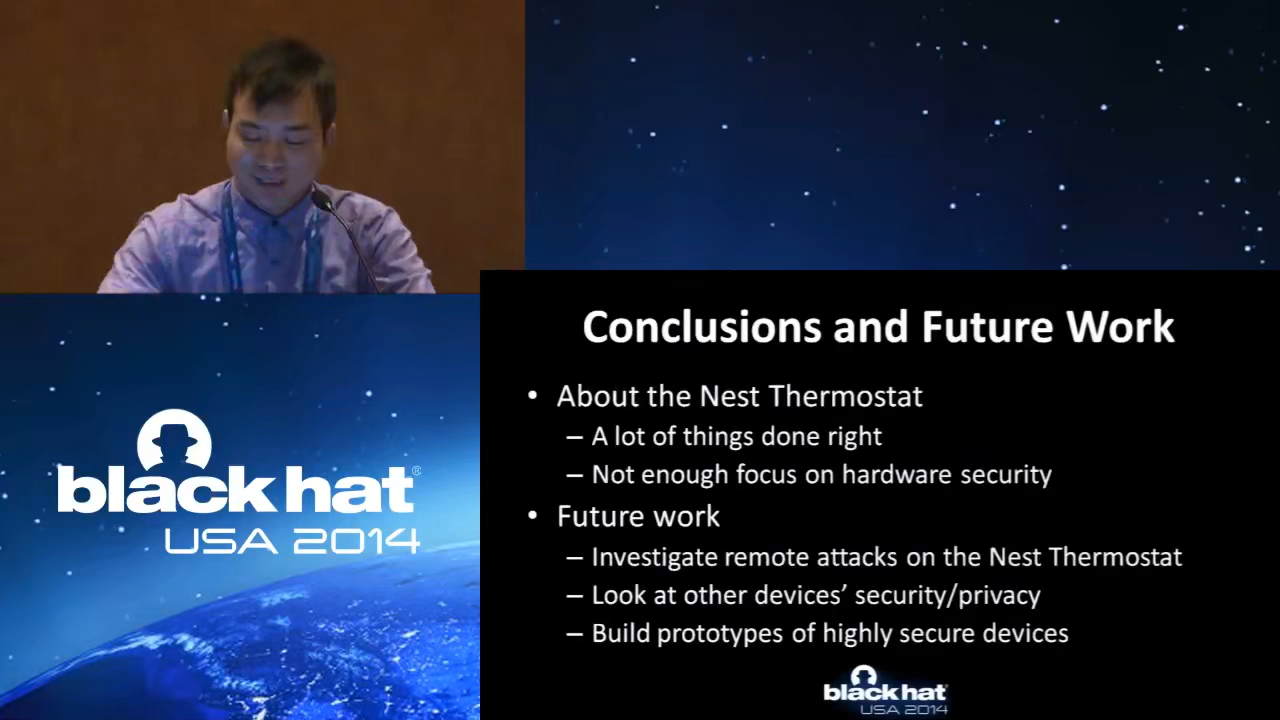 Conclusions and Future Work
• About the Nest Thermostat
– A lot of things done right
– Not enough focus on hardware security
• Future work
– Investigate remote attacks on the Nest Thermostat
– Look at other devices’ security/privacy
– Build prototypes of highly secure devices
black hat®
USA 2014
black hat
USA 2014